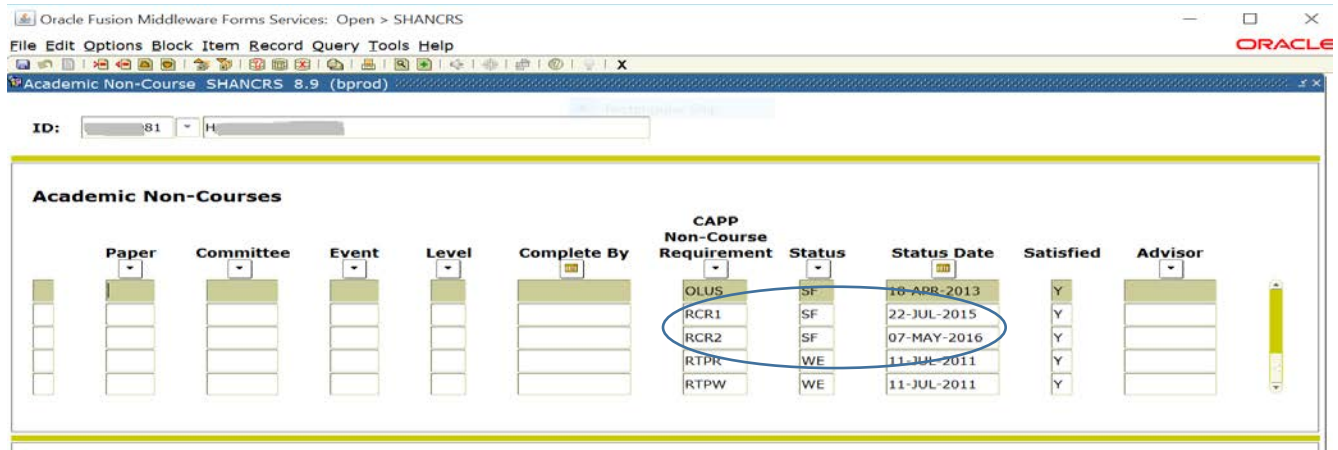 Oracle Fusion Middleware Forms Services: Open > SHANCRS
File Edit Options Block Item Record Query Tools Help
ORACLE
X
Academic Non-Course SHANCRS 8.9 (bprod)
ID: 81 H
Academic Non-Courses
Paper Committee Event Level Complete By CAPP Non-Course Requirement Status Status Date Satisfied Advisor
OLUS SF 18-APR-2013 Y
RCR1 SF 22-JUL-2015 Y
RCR2 SF 07-MAY-2016 Y
RTPR WE 11-JUL-2011 Y
RTPW WE 11-JUL-2011 Y